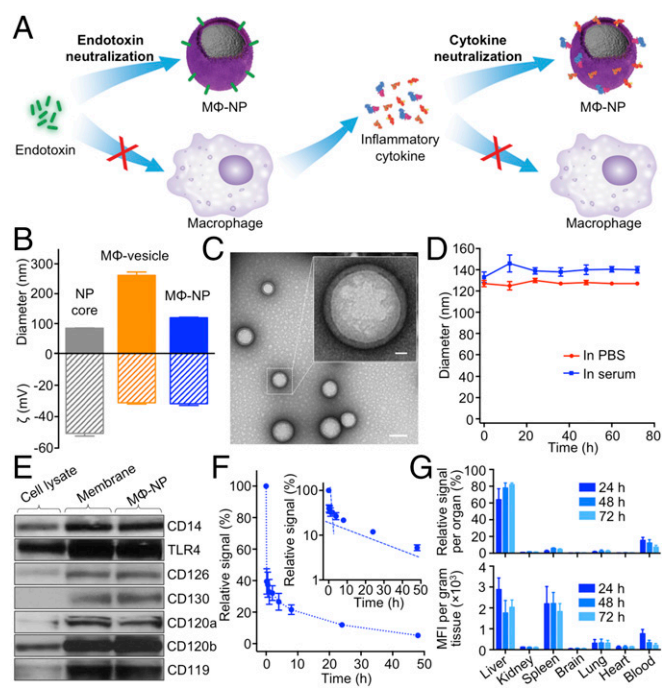 A
Endotoxin
neutralization
Cytokine
neutralization
MΦ-NP
MΦ-NP
Endotoxin
Inflammatory
cytokine
Macrophage
Macrophage
B
MΦ-vesicle
NP
core
MΦ-NP
Diameter (nm)
300
200
100
0
-20
-40
-60
ζ (mV)
C
D
Diameter (nm)
160
140
120
100
80
60
40
20
0
In PBS
In serum
0 20 40 60 80
Time (h)
E
Cell lysate
Membrane
MΦ-NP
CD14
TLR4
CD126
CD130
CD120a
CD120b
CD119
F
Relative signal (%)
100
80
60
40
20
0
0 10 20 30 40 50
Time (h)
Relative signal
(%)
100
10
1
0 10 20 30 40 50
Time (h)
G
Relative signal
per organ (%)
100
80
60
40
20
0
24 h
48 h
72 h
MFI per gram
tissue (×10³)
4
3
2
1
0
24 h
48 h
72 h
Liver
Kidney
Spleen
Brain
Lung
Heart
Blood